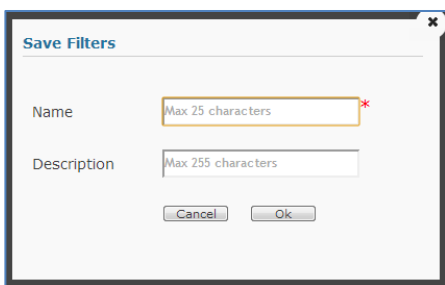 Save Filters
Name Max 25 characters *
Description Max 255 characters
Cancel Ok